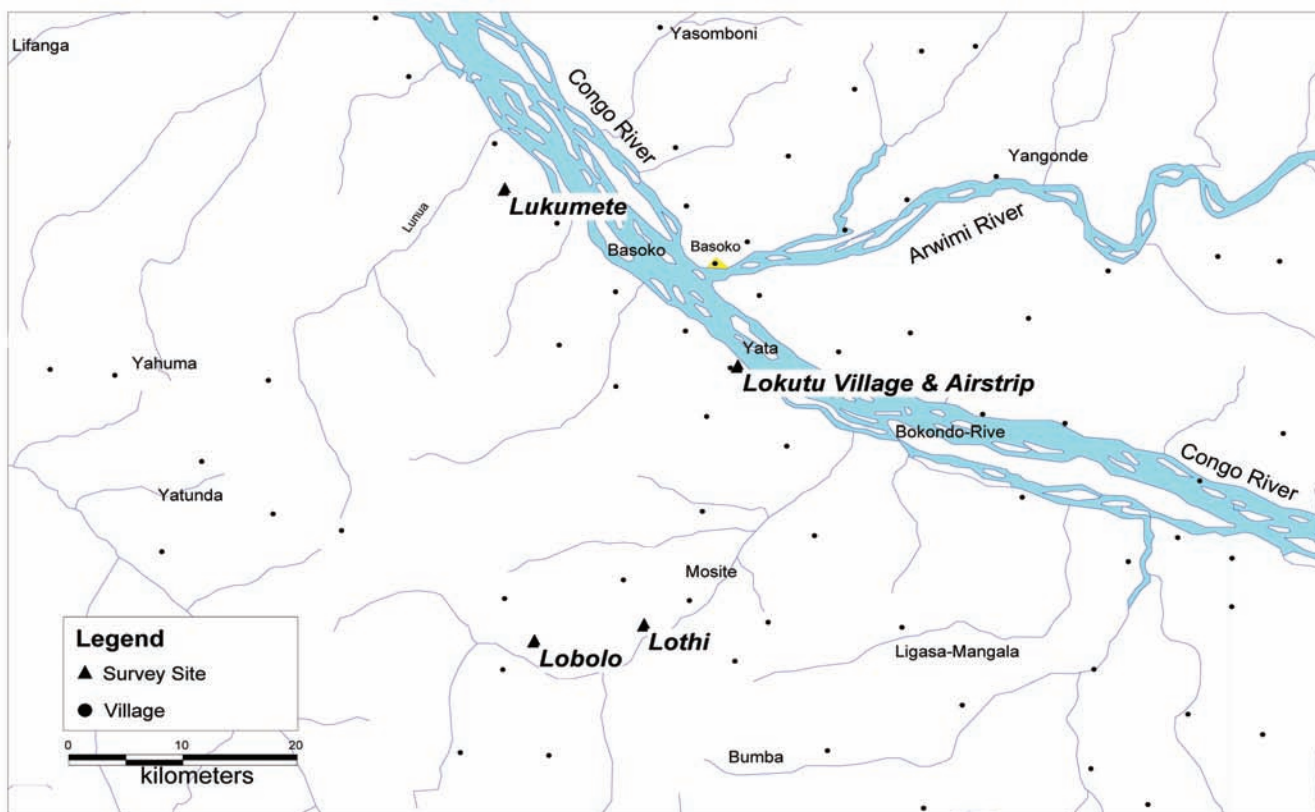 Lifanga
Yasomboni
Congo River
Yangonde
Lunua
Lukumete
Arwimi River
Basoko
Basoko
Yata
Yahuma
Lokutu Village & Airstrip
Bokondo-Rive
Congo River
Yatunda
Mosite
Lothi
Lobolo
Ligasa-Mangala
Bumba
Legend
Survey Site
Village
0 10 20
kilometers